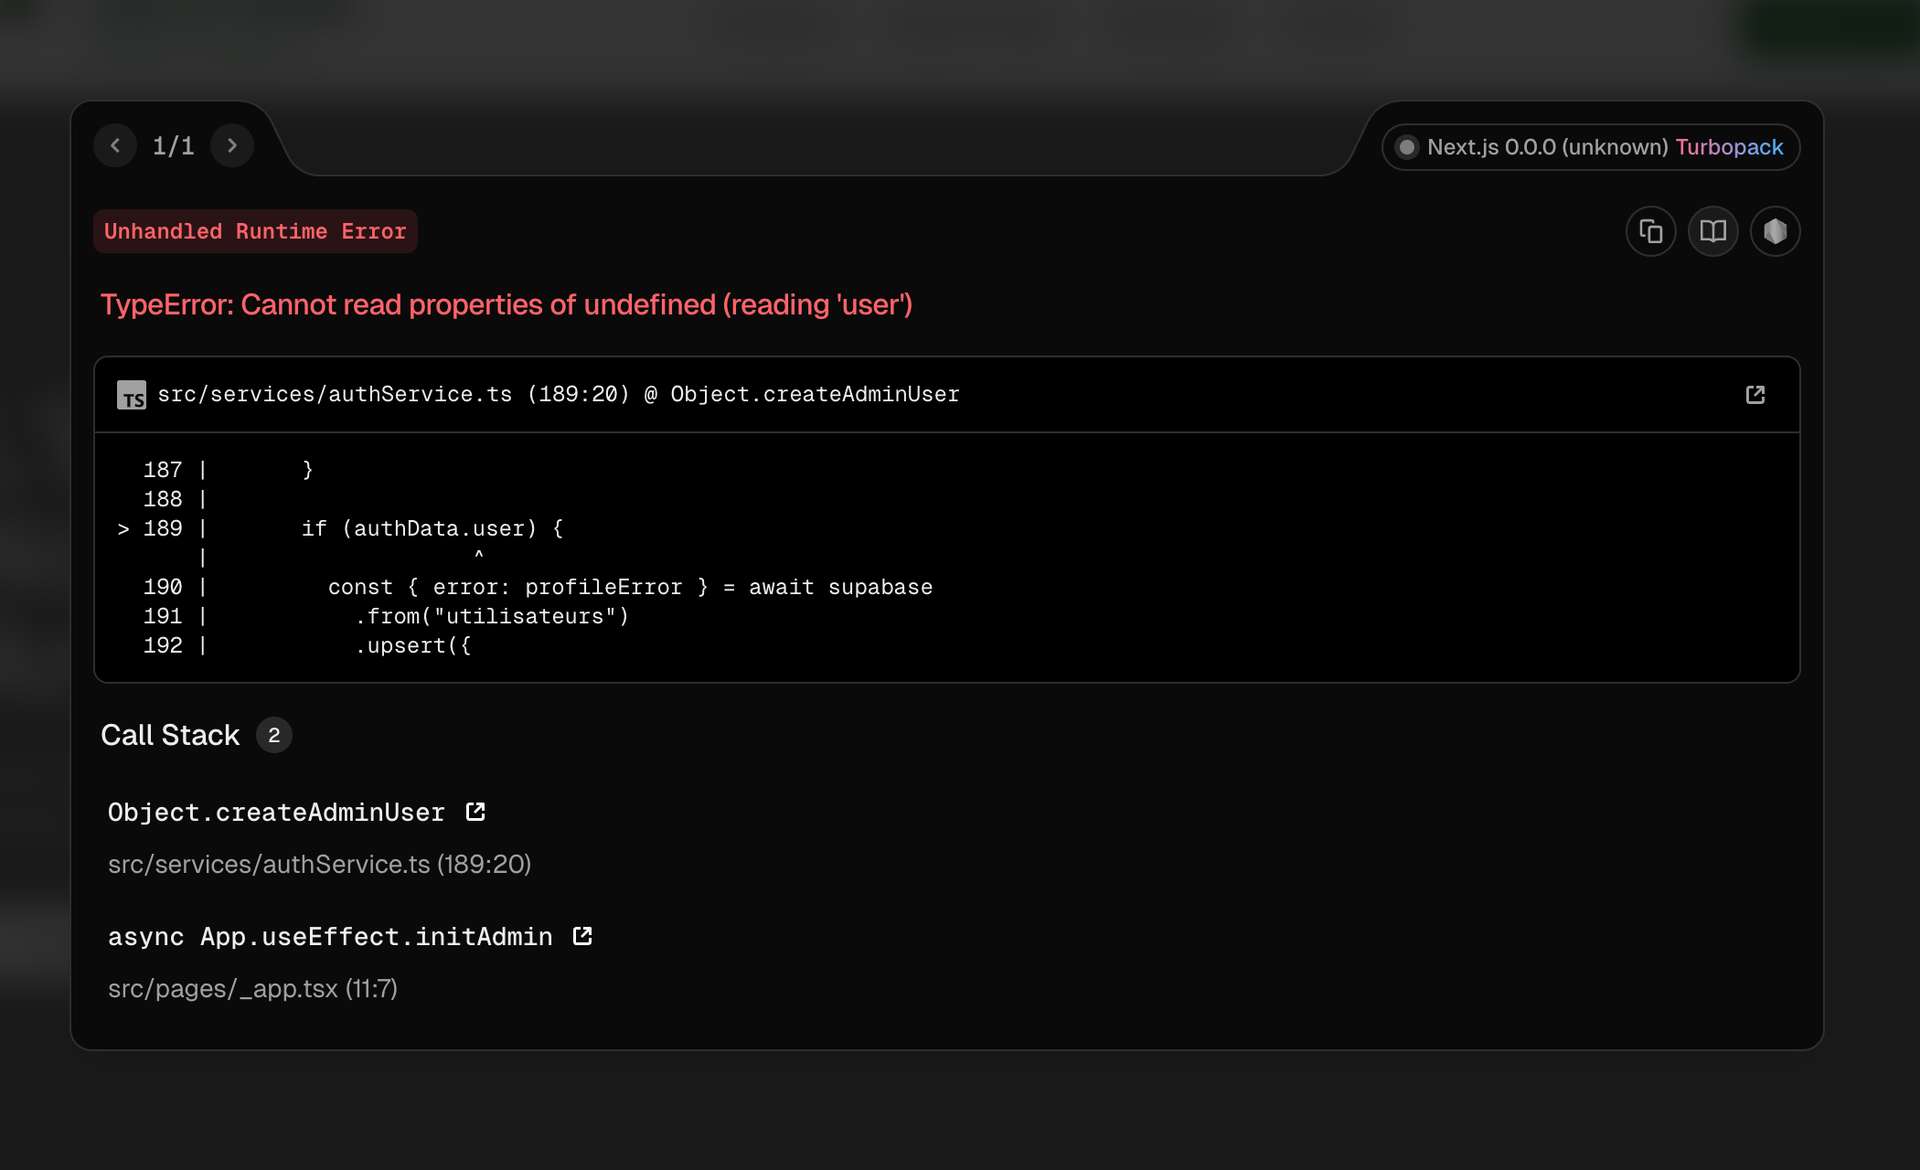 1/1
Next.js 0.0.0 (unknown) Turbopack
Unhandled Runtime Error
TypeError: Cannot read properties of undefined (reading 'user')
TS src/services/authService.ts (189:20) @ Object.createAdminUser
187 |       }
188 |
> 189 |       if (authData.user) {
|                    ^
190 |         const { error: profileError } = await supabase
191 |           .from("utilisateurs")
192 |           .upsert({
Call Stack 2
Object.createAdminUser
src/services/authService.ts (189:20)
async App.useEffect.initAdmin
src/pages/_app.tsx (11:7)